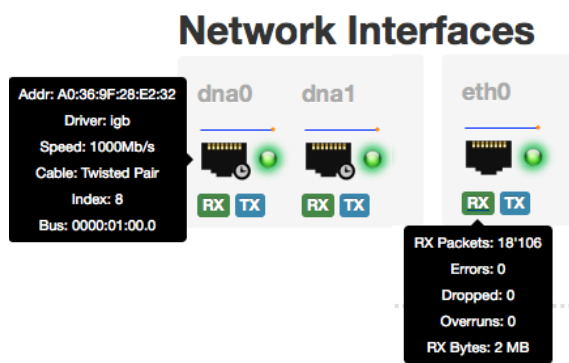 Network Interfaces
Addr: A0:36:9F:28:E2:32
Driver: igb
Speed: 1000Mb/s
Cable: Twisted Pair
Index: 8
Bus: 0000:01:00.0
dna0
RX TX
dna1
RX TX
eth0
RX TX
RX Packets: 18'106
Errors: 0
Dropped: 0
Overruns: 0
RX Bytes: 2 MB